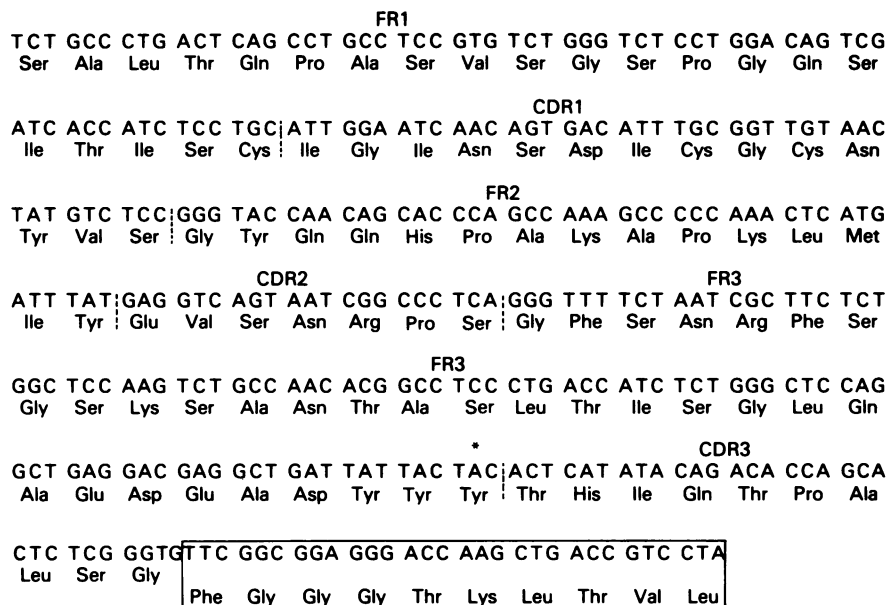 FR1
TCT GCC CTG ACT CAG CCT GCC TCC GTG TCT GGG TCT CCT GGA CAG TCG
Ser Ala Leu Thr Gln Pro Ala Ser Val Ser Gly Ser Pro Gly Gln Ser
CDR1
ATC ACC ATC TCC TGC ATT GGA ATC AAC AGT GAC ATT TGC GGT TGT AAC
Ile Thr Ile Ser Cys Ile Gly Ile Asn Ser Asp Ile Cys Gly Cys Asn
FR2
TAT GTC TCC GGG TAC CAA CAG CAC CCA GCC AAA GCC CCC AAA CTC ATG
Tyr Val Ser Gly Tyr Gln Gln His Pro Ala Lys Ala Pro Lys Leu Met
CDR2 FR3
ATT TAT GAG GTC AGT AAT CGG CCC TCA GGG TTT TCT AAT CGC TTC TCT
Ile Tyr Glu Val Ser Asn Arg Pro Ser Gly Phe Ser Asn Arg Phe Ser
FR3
GGC TCC AAG TCT GCC AAC ACG GCC TCC CTG ACC ATC TCT GGG CTC CAG
Gly Ser Lys Ser Ala Asn Thr Ala Ser Leu Thr Ile Ser Gly Leu Gln
* CDR3
GCT GAG GAC GAG GCT GAT TAT TAC TAC ACT CAT ATA CAG ACA CCA GCA
Ala Glu Asp Glu Ala Asp Tyr Tyr Tyr Thr His Ile Gln Thr Pro Ala
CTC TCG GGTG TTC GGC GGA GGG ACC AAG CTG ACC GTC CTA
Leu Ser Gly Phe Gly Gly Gly Thr Lys Leu Thr Val Leu